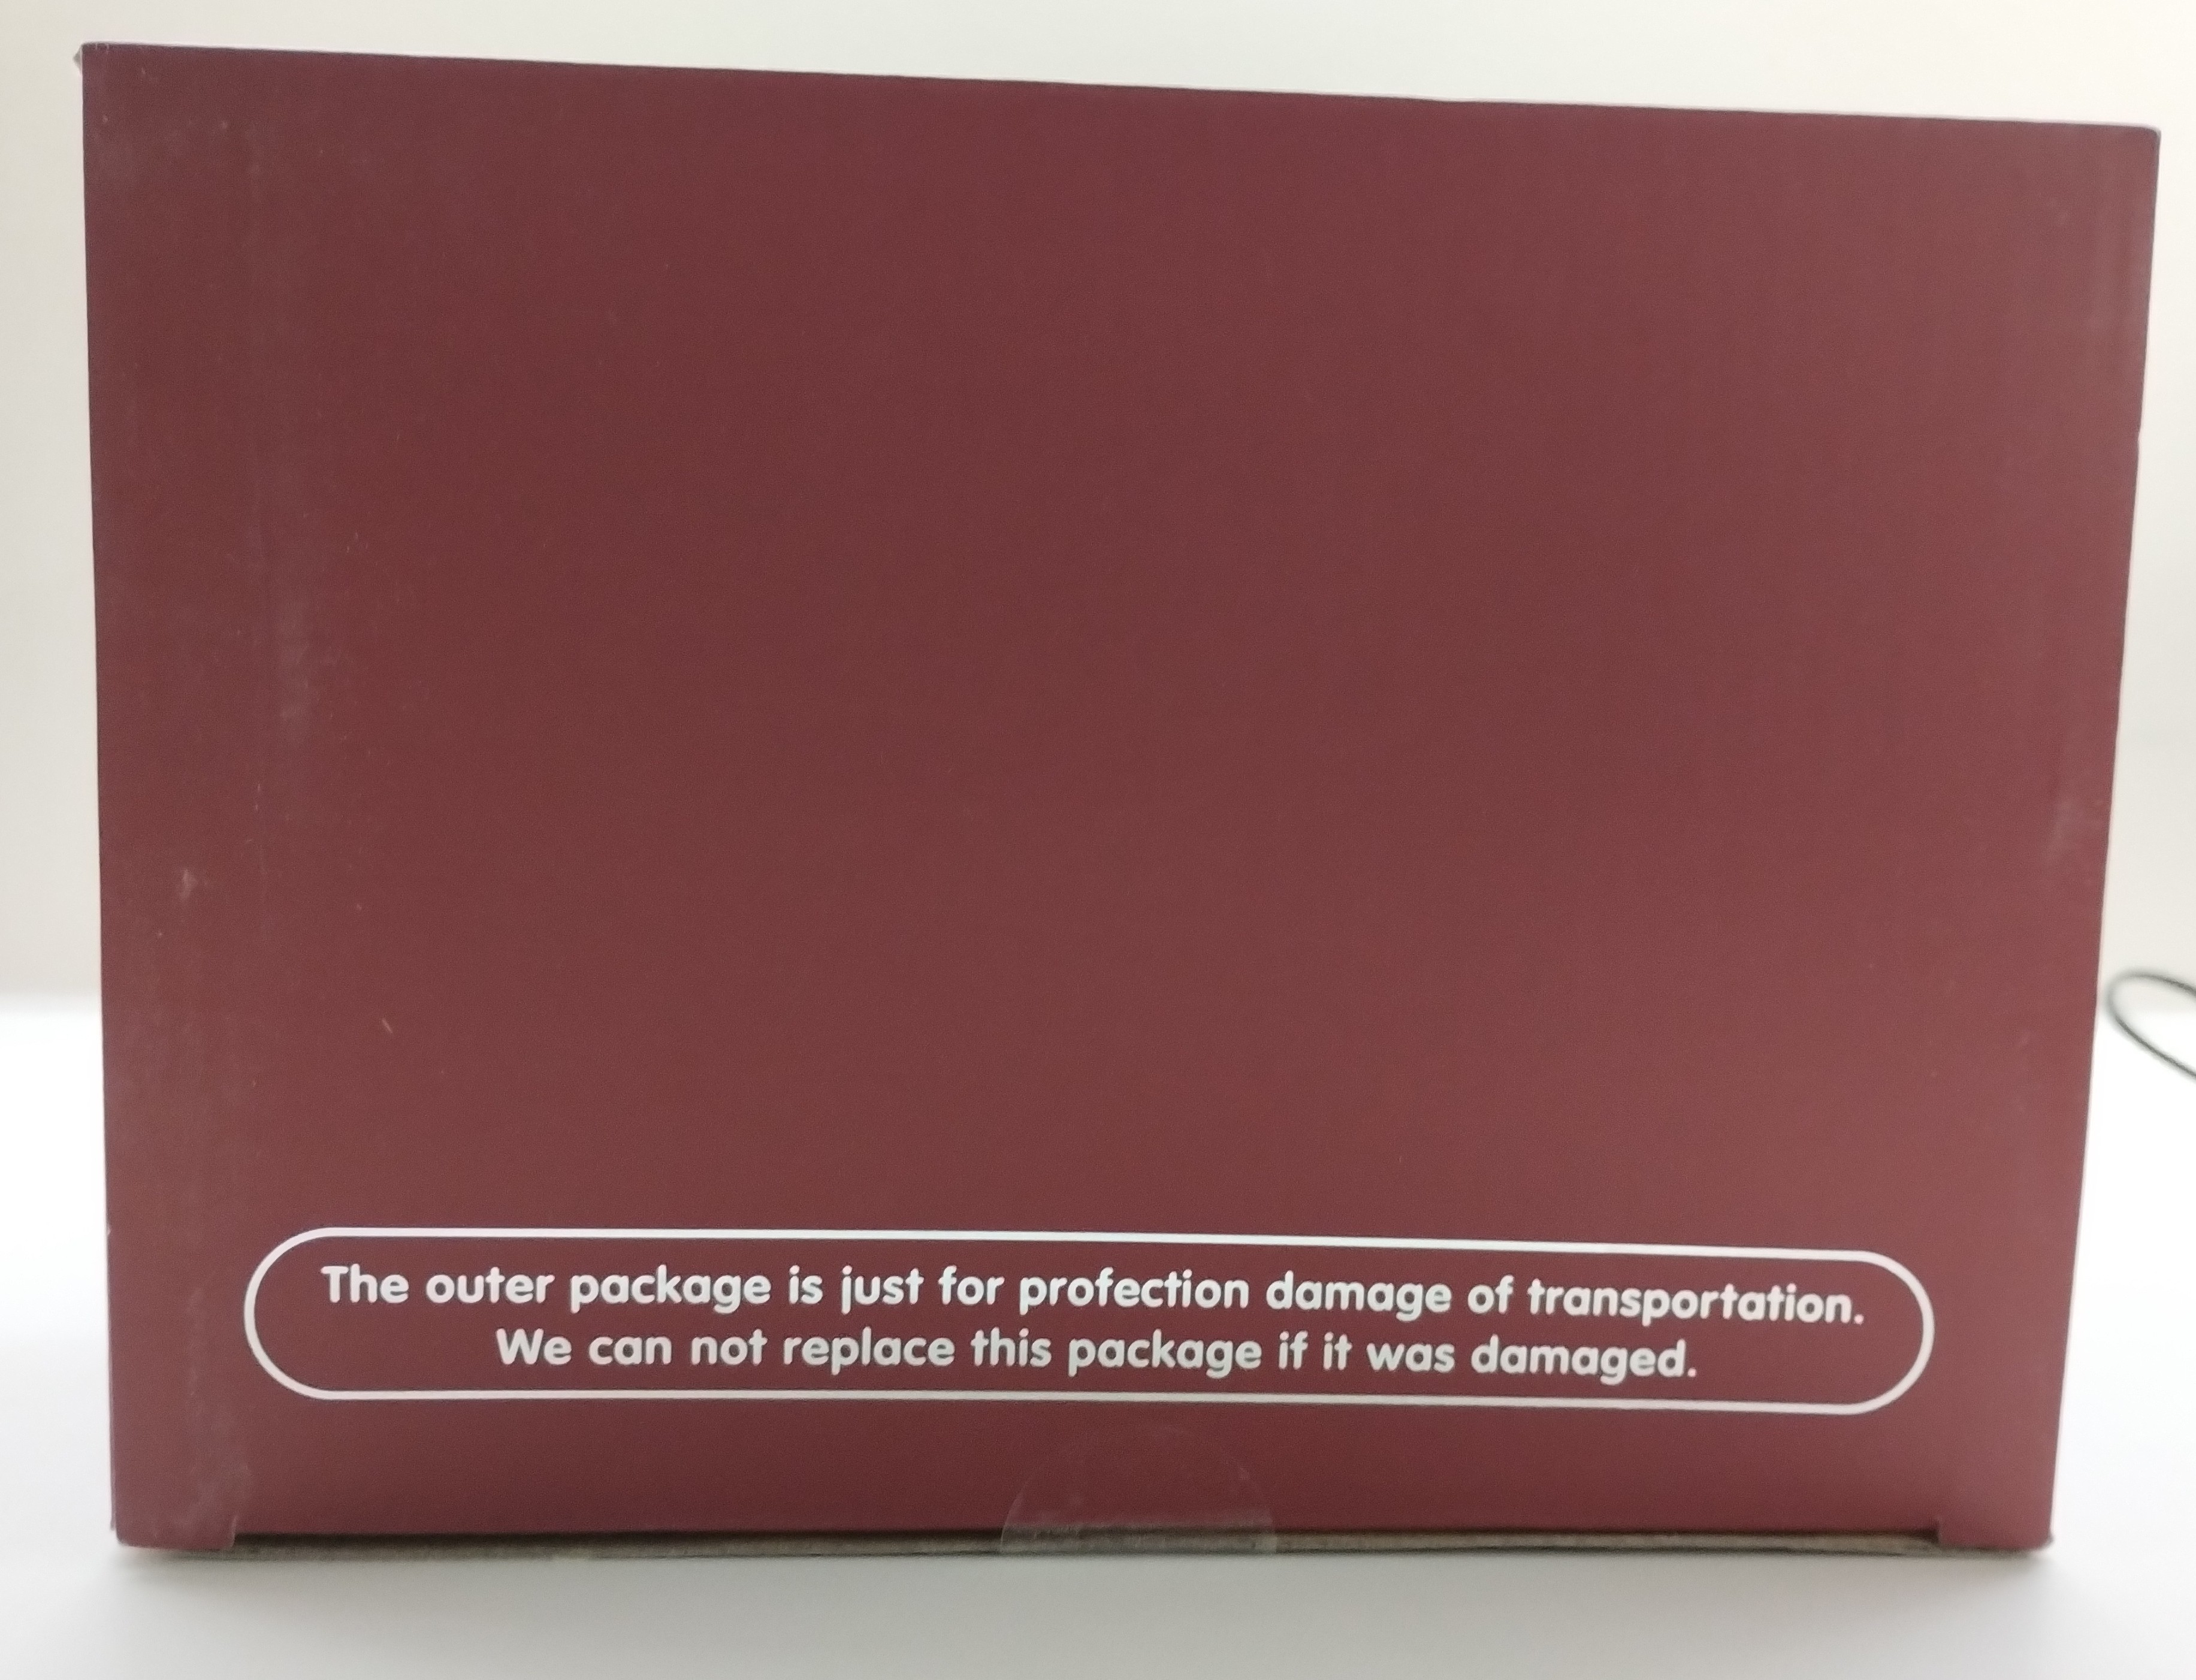 The outer package is just for profection damage of transportation.
We can not replace this package if it was damaged.